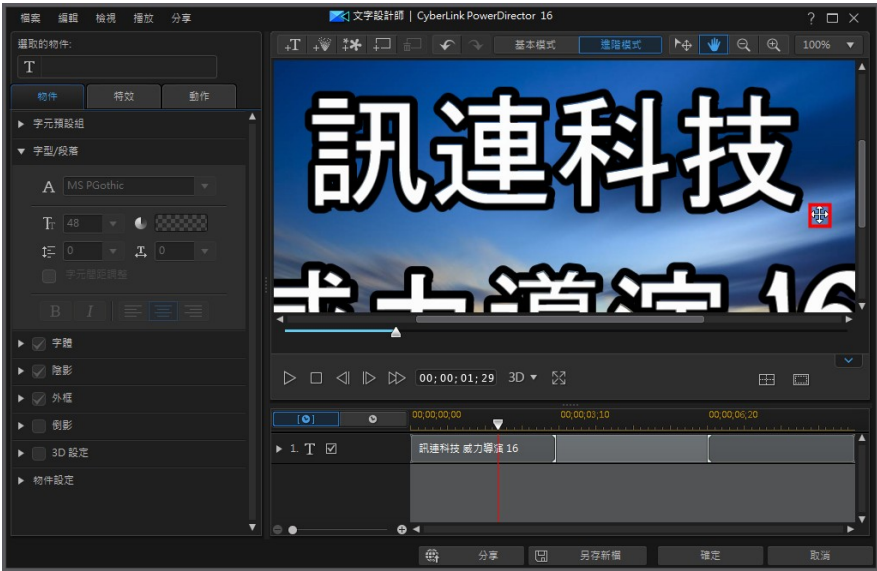 檔案 編輯 檢視 播放 分享
文字設計師 | CyberLink PowerDirector 16
選取的物件:
T
基本模式 進階模式 100%
物件 特效 動作
字元預設組
字型/段落
A MS PGothic
48
0 0
字元間距調整
B I
字體
陰影
外框
倒影
3D 設定
物件設定
訊連科技
威力導演 16
00;00;01;29 3D
00;00;00;00 00;00;03;10 00;00;06;20
1. T 訊連科技 威力導演 16
分享 另存新檔 確定 取消